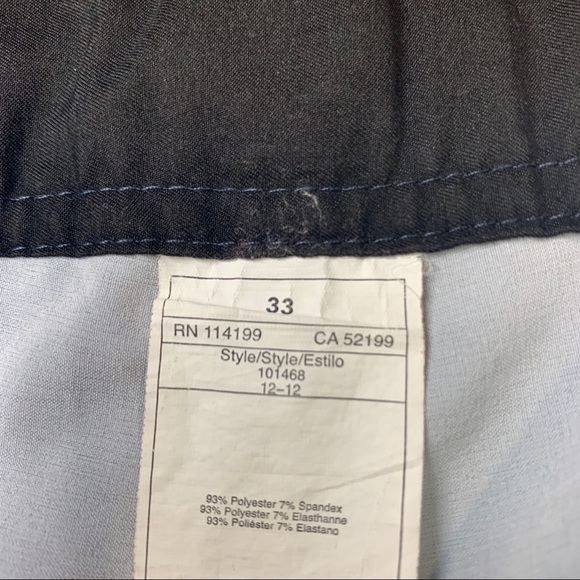 33
RN 114199 CA 52199
Style/Style/Estilo
101468
12–12
93% Polyester 7% Spandex
93% Polyester 7% Elasthanne
93% Poliéster 7% Elastano